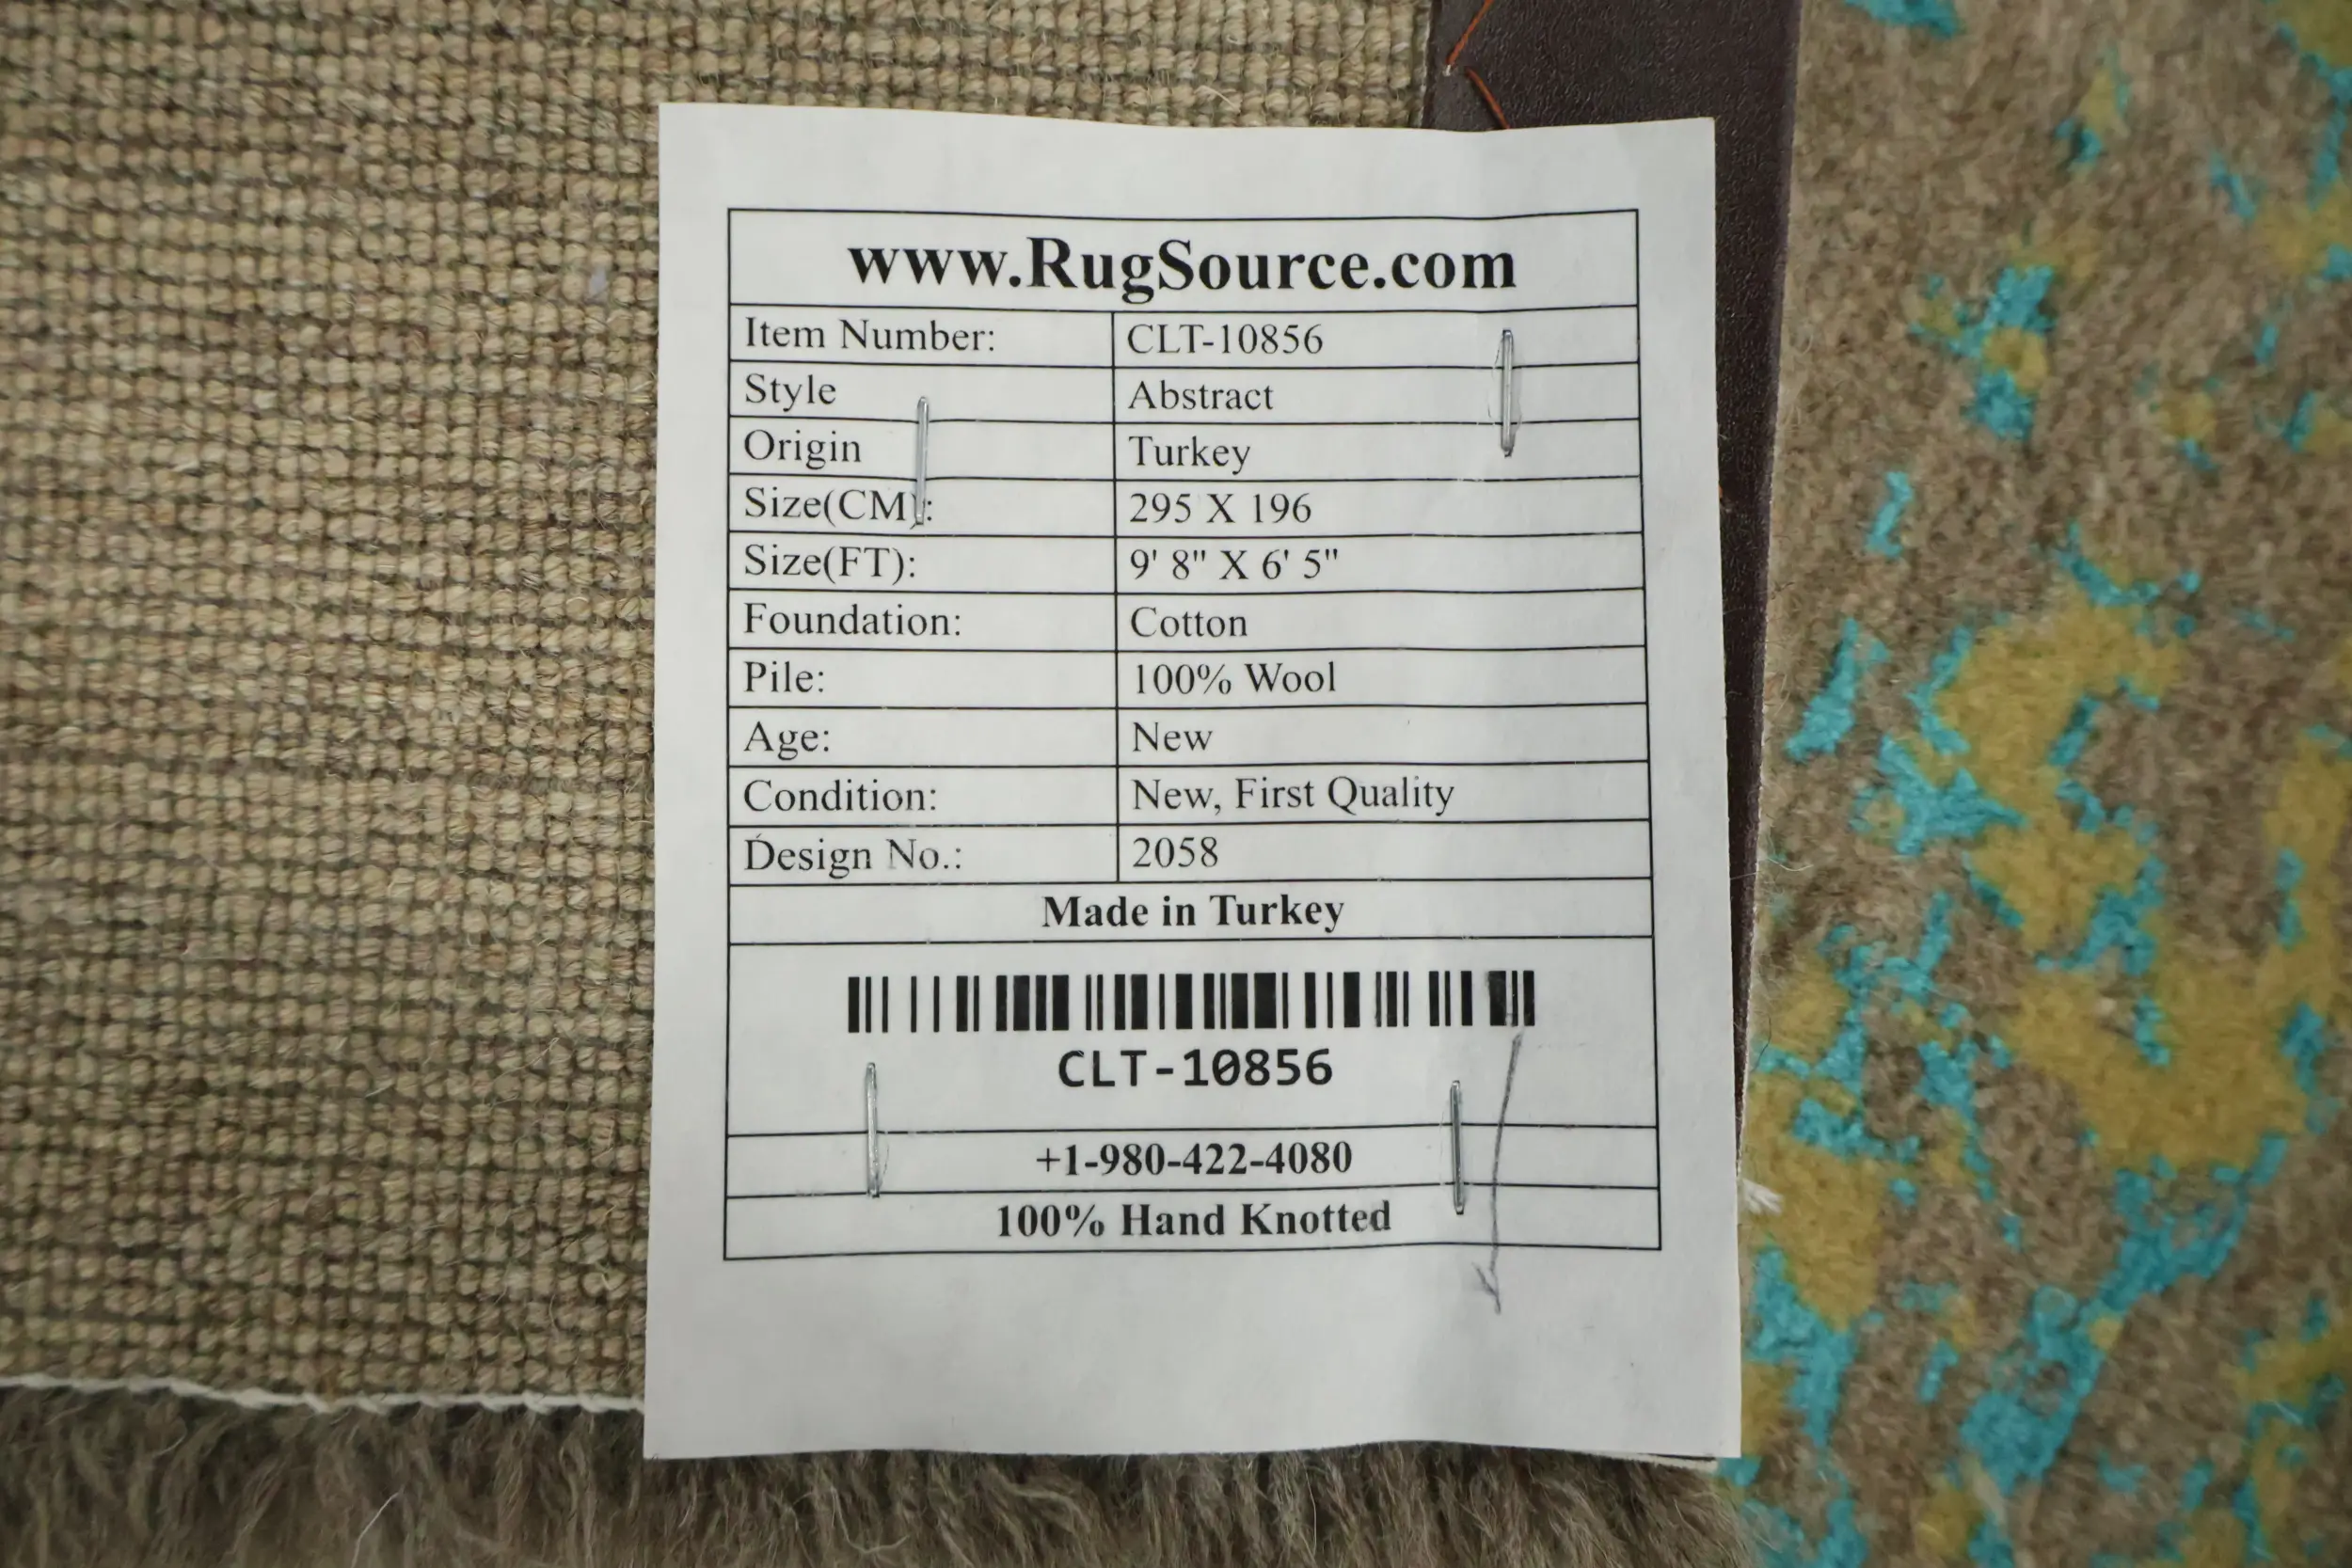 www.RugSource.com
Item Number: CLT-10856
Style Abstract
Origin Turkey
Size(CM): 295 X 196
Size(FT): 9' 8" X 6' 5"
Foundation: Cotton
Pile: 100% Wool
Age: New
Condition: New, First Quality
Design No.: 2058
Made in Turkey
CLT-10856
+1-980-422-4080
100% Hand Knotted